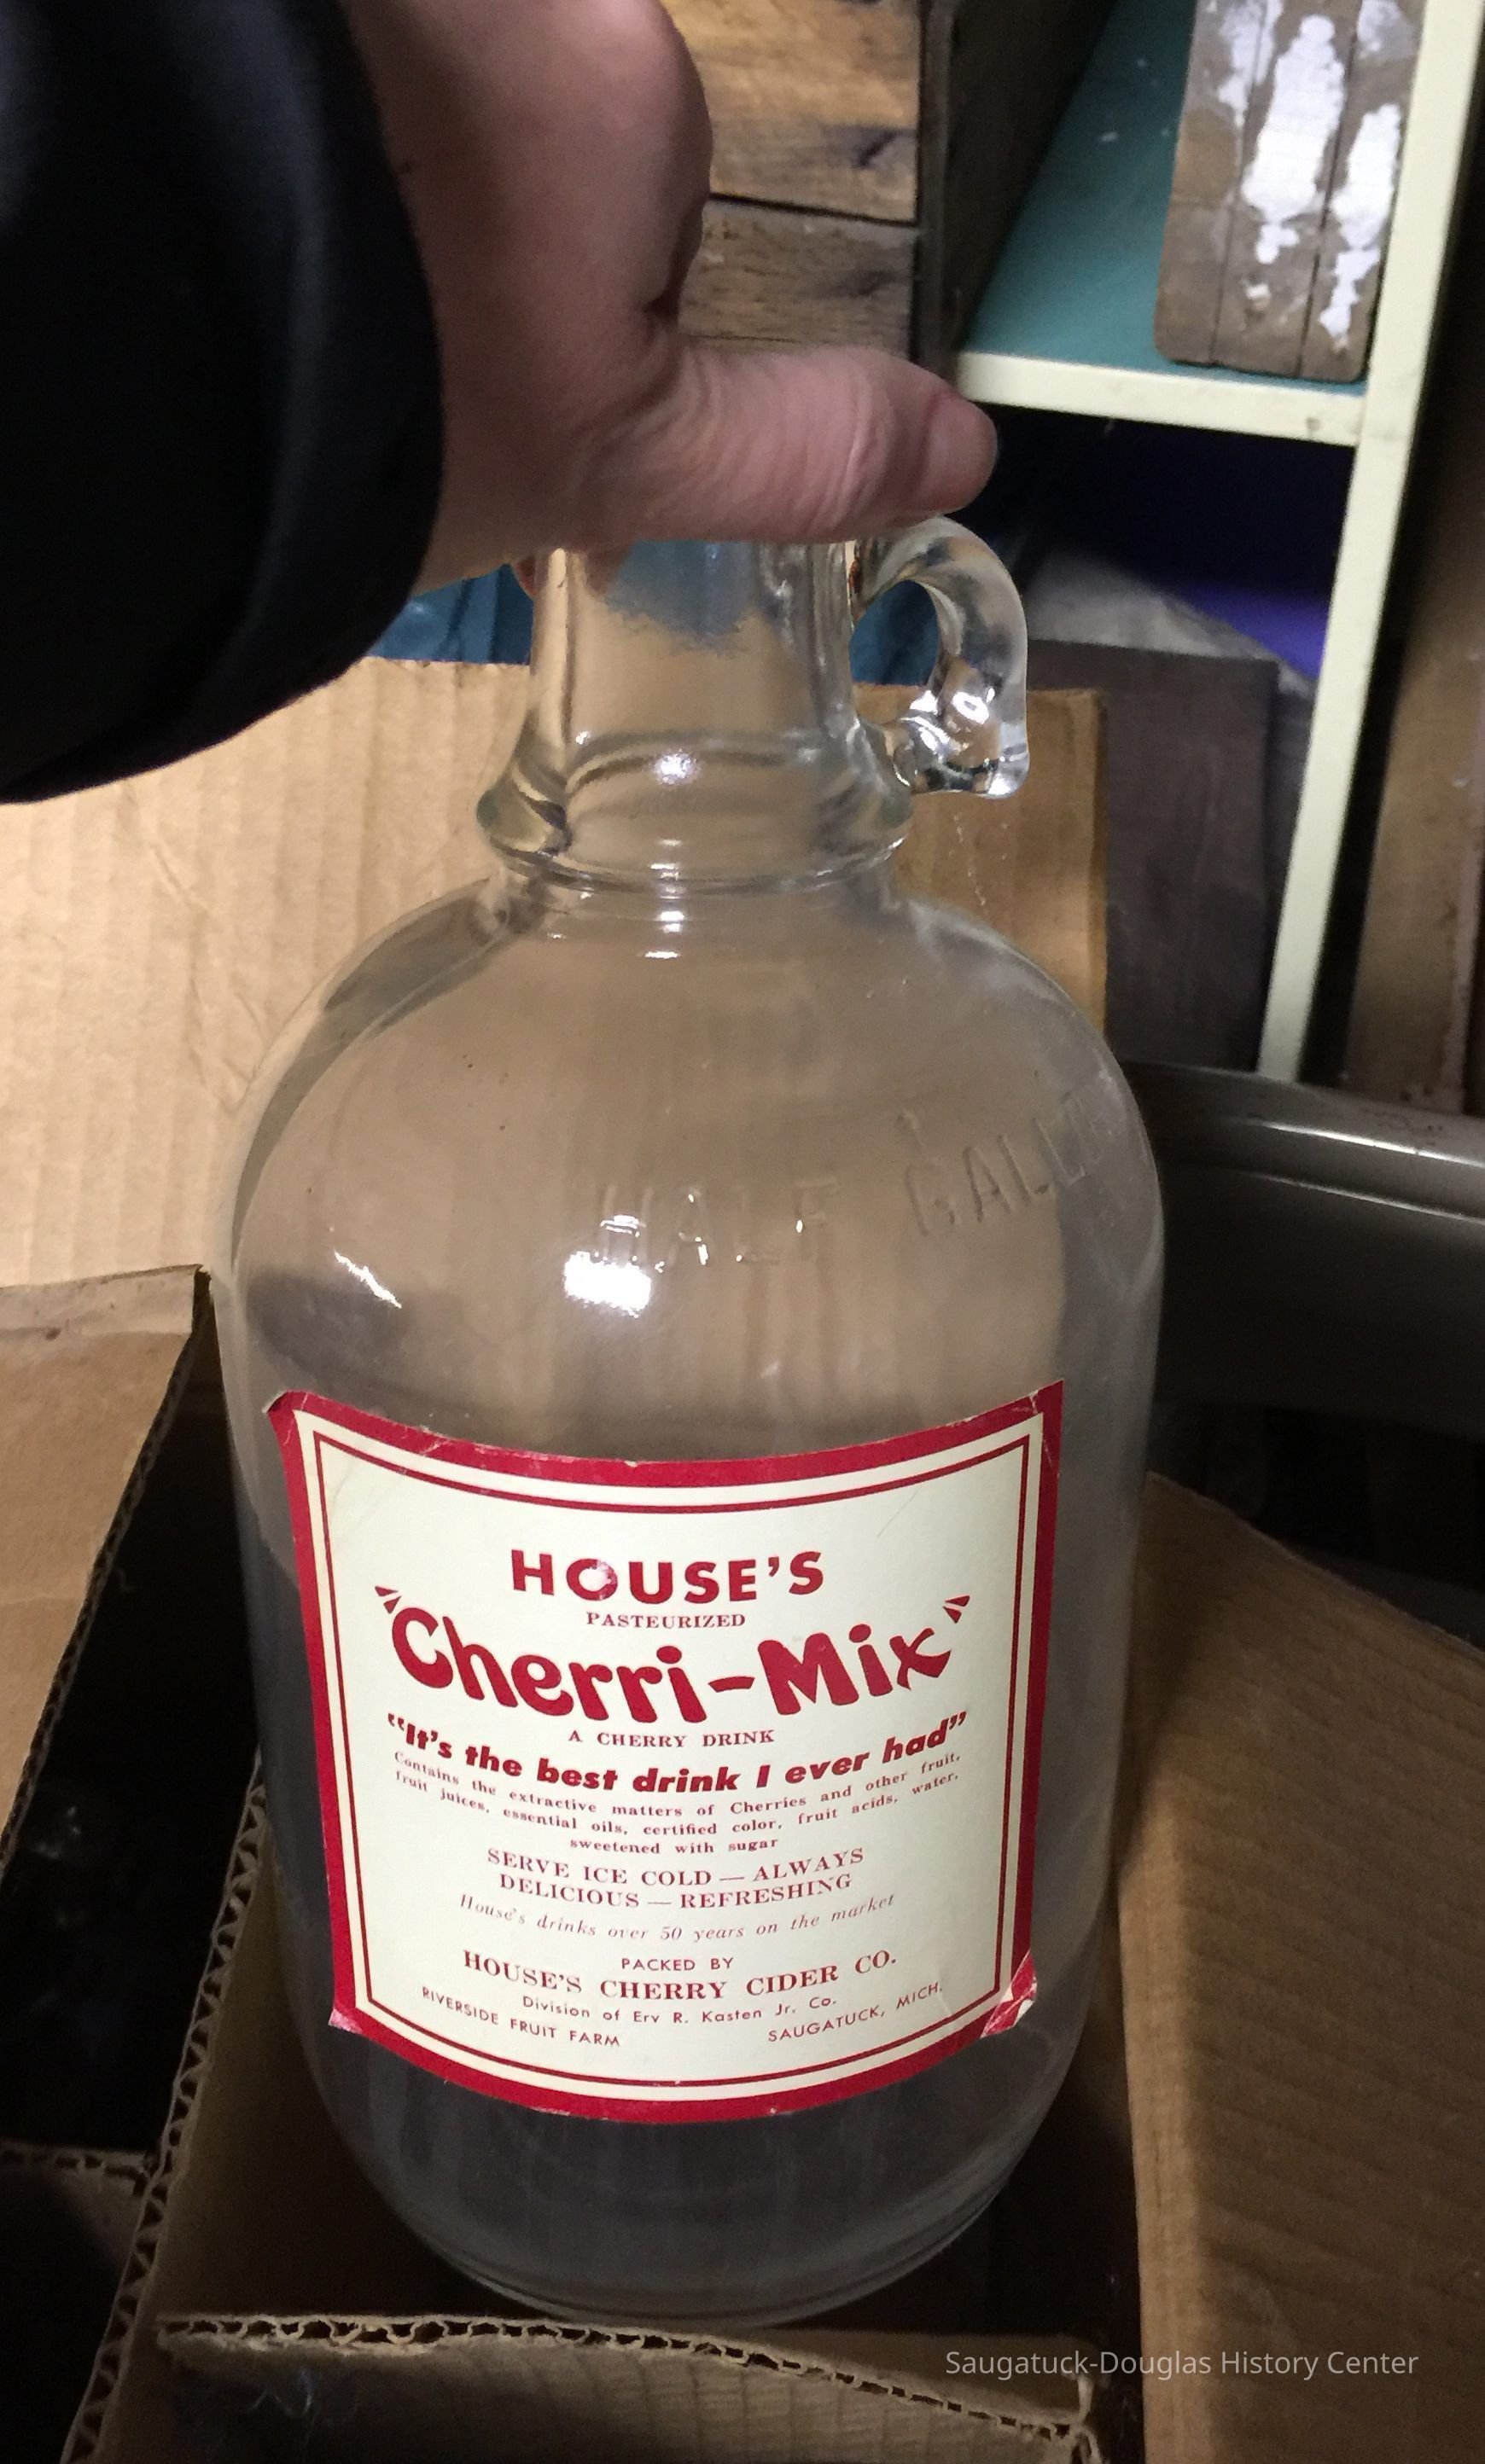 HALF GALLO
HOUSE'S
PASTEURIZED
"Cherri-Mix"
A CHERRY DRINK
"It's the best drink I ever had"
Contains the extractive matters of Cherries and other fruit,
fruit juices, essential oils, certified color, fruit acids, water,
sweetened with sugar
SERVE ICE COLD — ALWAYS
DELICIOUS — REFRESHING
House's drinks over 50 years on the market
PACKED BY
HOUSE'S CHERRY CIDER CO.
Division of Erv R. Kasten Jr. Co.
RIVERSIDE FRUIT FARM SAUGATUCK, MICH.
Saugatuck-Douglas History Center